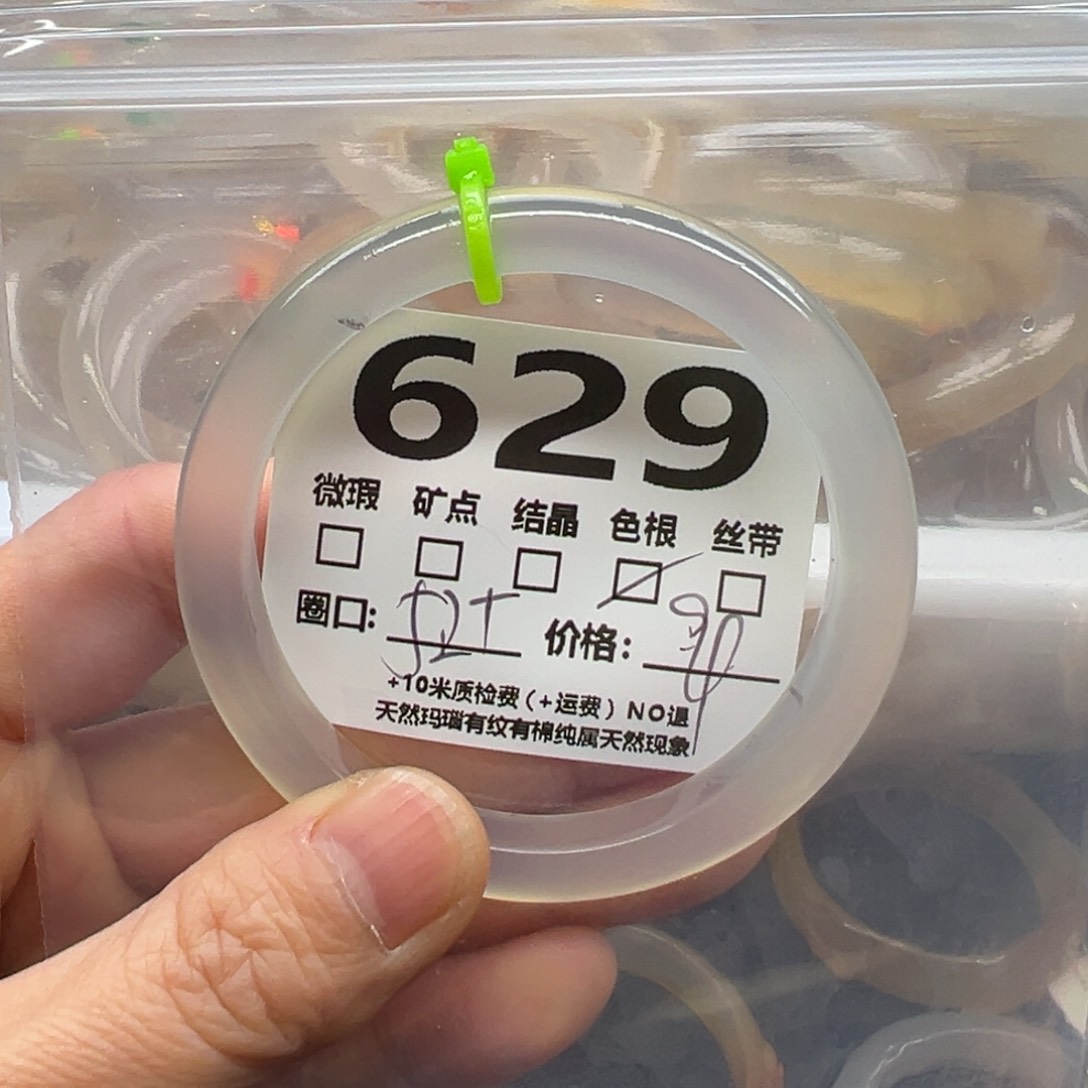 629
微瑕 矿点 结晶 色根 丝带
圈口: 52T 价格: 90
+10米质检费(+运费)NO退
天然玛瑙有纹有棉纯属天然现象